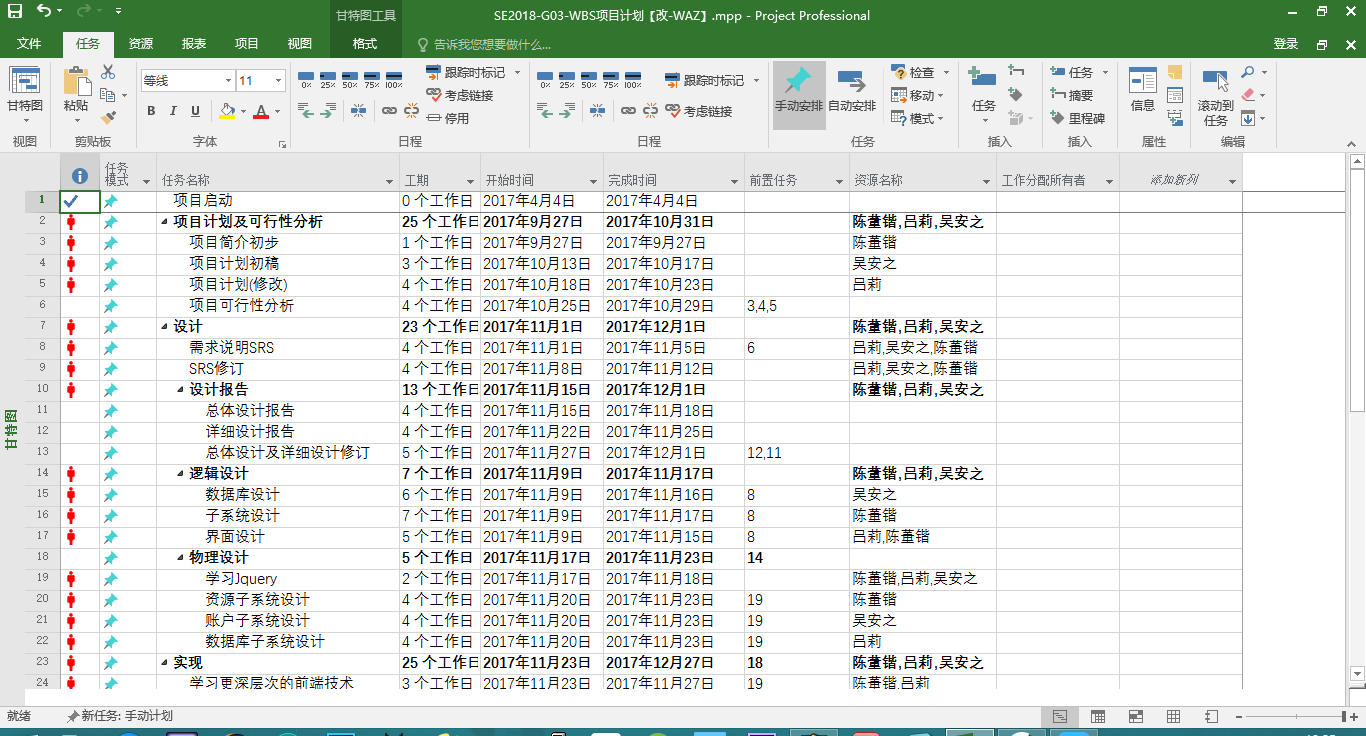 甘特图工具
SE2018-G03-WBS项目计划【改-WAZ】.mpp - Project Professional
文件 任务 资源 报表 项目 视图 格式 告诉我您想要做什么... 登录
甘特图 粘贴 等线 11 B I U 0% 25% 50% 75% 100% 跟踪时标记 考虑链接 停用 0% 25% 50% 75% 100% 跟踪时标记 考虑链接 手动安排 自动安排 检查 移动 模式 任务 任务 摘要 里程碑 信息 滚动到任务
视图 剪贴板 字体 日程 日程 任务 插入 插入 属性 编辑
任务模式 任务名称 工期 开始时间 完成时间 前置任务 资源名称 工作分配所有者 添加新列
1 项目启动 0 个工作日 2017年4月4日 2017年4月4日
2 项目计划及可行性分析 25 个工作日 2017年9月27日 2017年10月31日 陈董锴,吕莉,吴安之
3 项目简介初步 1 个工作日 2017年9月27日 2017年9月27日 陈董锴
4 项目计划初稿 3 个工作日 2017年10月13日 2017年10月17日 吴安之
5 项目计划(修改) 4 个工作日 2017年10月18日 2017年10月23日 吕莉
6 项目可行性分析 4 个工作日 2017年10月25日 2017年10月29日 3,4,5
7 设计 23 个工作日 2017年11月1日 2017年12月1日 陈董锴,吕莉,吴安之
8 需求说明SRS 4 个工作日 2017年11月1日 2017年11月5日 6 吕莉,吴安之,陈董锴
9 SRS修订 4 个工作日 2017年11月8日 2017年11月12日 吕莉,吴安之,陈董锴
10 设计报告 13 个工作日 2017年11月15日 2017年12月1日 陈董锴,吕莉,吴安之
11 总体设计报告 4 个工作日 2017年11月15日 2017年11月18日
12 详细设计报告 4 个工作日 2017年11月22日 2017年11月25日
13 总体设计及详细设计修订 5 个工作日 2017年11月27日 2017年12月1日 12,11
14 逻辑设计 7 个工作日 2017年11月9日 2017年11月17日 陈董锴,吕莉,吴安之
15 数据库设计 6 个工作日 2017年11月9日 2017年11月16日 8 吴安之
16 子系统设计 7 个工作日 2017年11月9日 2017年11月17日 8 陈董锴
17 界面设计 5 个工作日 2017年11月9日 2017年11月15日 8 吕莉,陈董锴
18 物理设计 5 个工作日 2017年11月17日 2017年11月23日 14
19 学习Jquery 2 个工作日 2017年11月17日 2017年11月18日 陈董锴,吕莉,吴安之
20 资源子系统设计 4 个工作日 2017年11月20日 2017年11月23日 19 陈董锴
21 账户子系统设计 4 个工作日 2017年11月20日 2017年11月23日 19 吴安之
22 数据库子系统设计 4 个工作日 2017年11月20日 2017年11月23日 19 吕莉
23 实现 25 个工作日 2017年11月23日 2017年12月27日 18 陈董锴,吕莉,吴安之
24 学习更深层次的前端技术 3 个工作日 2017年11月23日 2017年11月27日 19 陈董锴,吕莉
甘特图
就绪 新任务: 手动计划